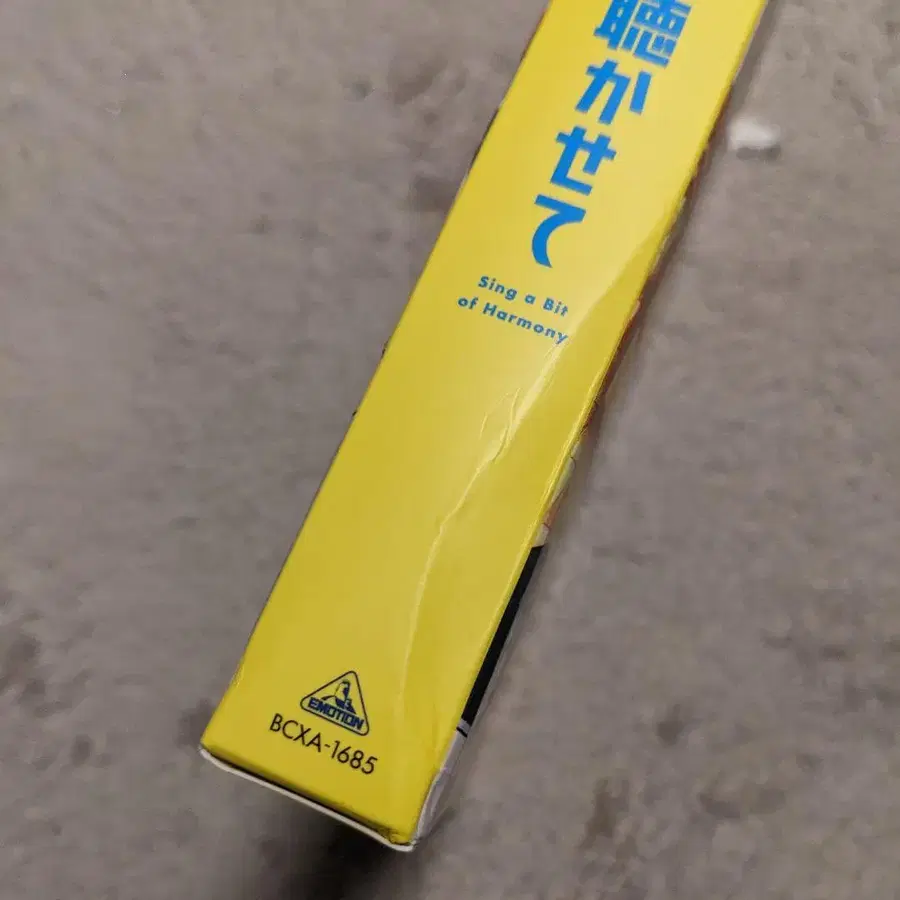 聴かせて
Sing a Bit
of Harmony
EMOTION
BCXA-1685